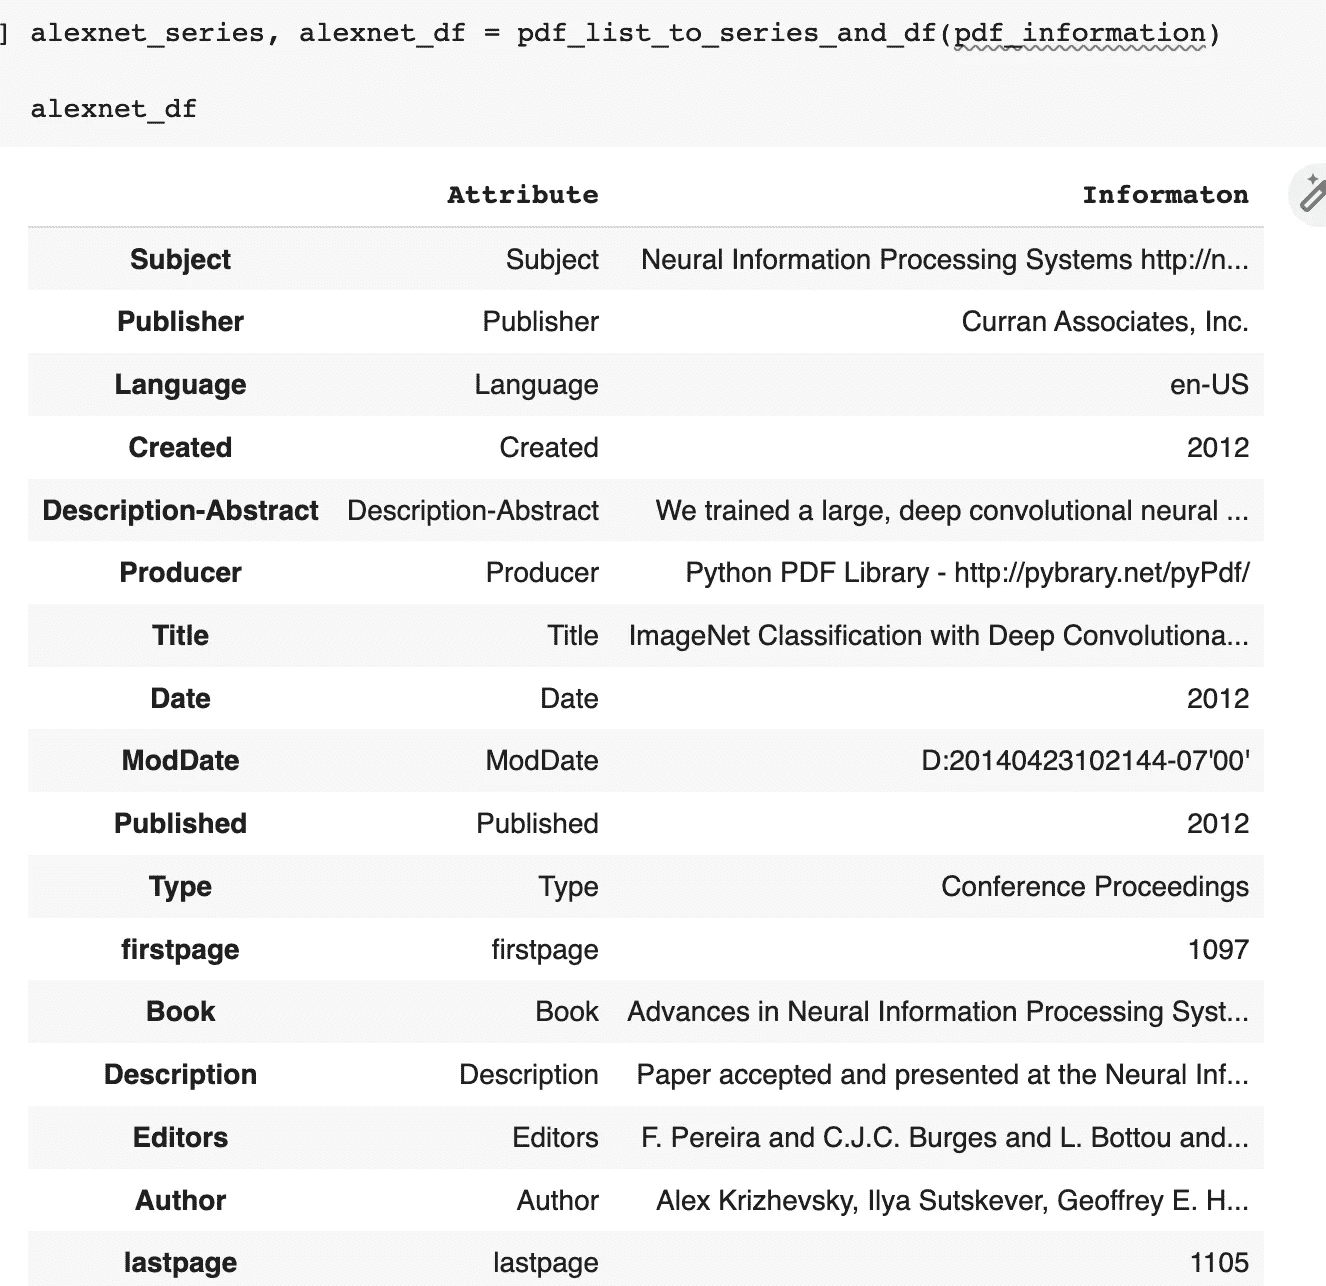 ] alexnet_series, alexnet_df = pdf_list_to_series_and_df(pdf_information)
alexnet_df
Attribute Informaton
Subject Subject Neural Information Processing Systems http://n...
Publisher Publisher Curran Associates, Inc.
Language Language en-US
Created Created 2012
Description-Abstract Description-Abstract We trained a large, deep convolutional neural ...
Producer Producer Python PDF Library - http://pybrary.net/pyPdf/
Title Title ImageNet Classification with Deep Convolutiona...
Date Date 2012
ModDate ModDate D:20140423102144-07'00'
Published Published 2012
Type Type Conference Proceedings
firstpage firstpage 1097
Book Book Advances in Neural Information Processing Syst...
Description Description Paper accepted and presented at the Neural Inf...
Editors Editors F. Pereira and C.J.C. Burges and L. Bottou and...
Author Author Alex Krizhevsky, Ilya Sutskever, Geoffrey E. H...
lastpage lastpage 1105